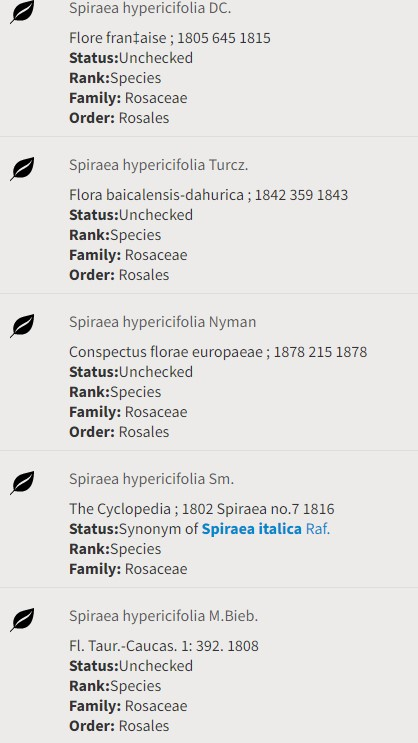 Spiraea hypericifolia DC.
Flore fran‡aise ; 1805 645 1815
Status:Unchecked
Rank:Species
Family: Rosaceae
Order: Rosales
Spiraea hypericifolia Turcz.
Flora baicalensis-dahurica ; 1842 359 1843
Status:Unchecked
Rank:Species
Family: Rosaceae
Order: Rosales
Spiraea hypericifolia Nyman
Conspectus florae europaeae ; 1878 215 1878
Status:Unchecked
Rank:Species
Family: Rosaceae
Order: Rosales
Spiraea hypericifolia Sm.
The Cyclopedia ; 1802 Spiraea no.7 1816
Status:Synonym of Spiraea italica Raf.
Rank:Species
Family: Rosaceae
Spiraea hypericifolia M.Bieb.
Fl. Taur.-Caucas. 1: 392. 1808
Status:Unchecked
Rank:Species
Family: Rosaceae
Order: Rosales